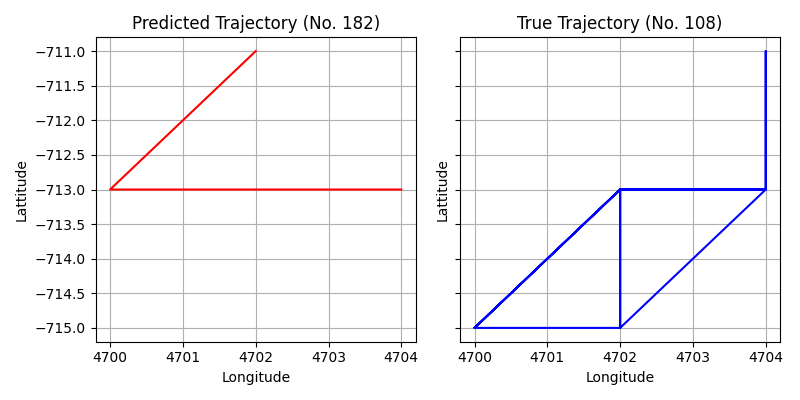 Predicted Trajectory (No. 182)
True Trajectory (No. 108)
−711.0
−711.5
−712.0
−712.5
−713.0
−713.5
−714.0
−714.5
−715.0
Lattitude
Lattitude
4700 4701 4702 4703 4704
4700 4701 4702 4703 4704
Longitude
Longitude